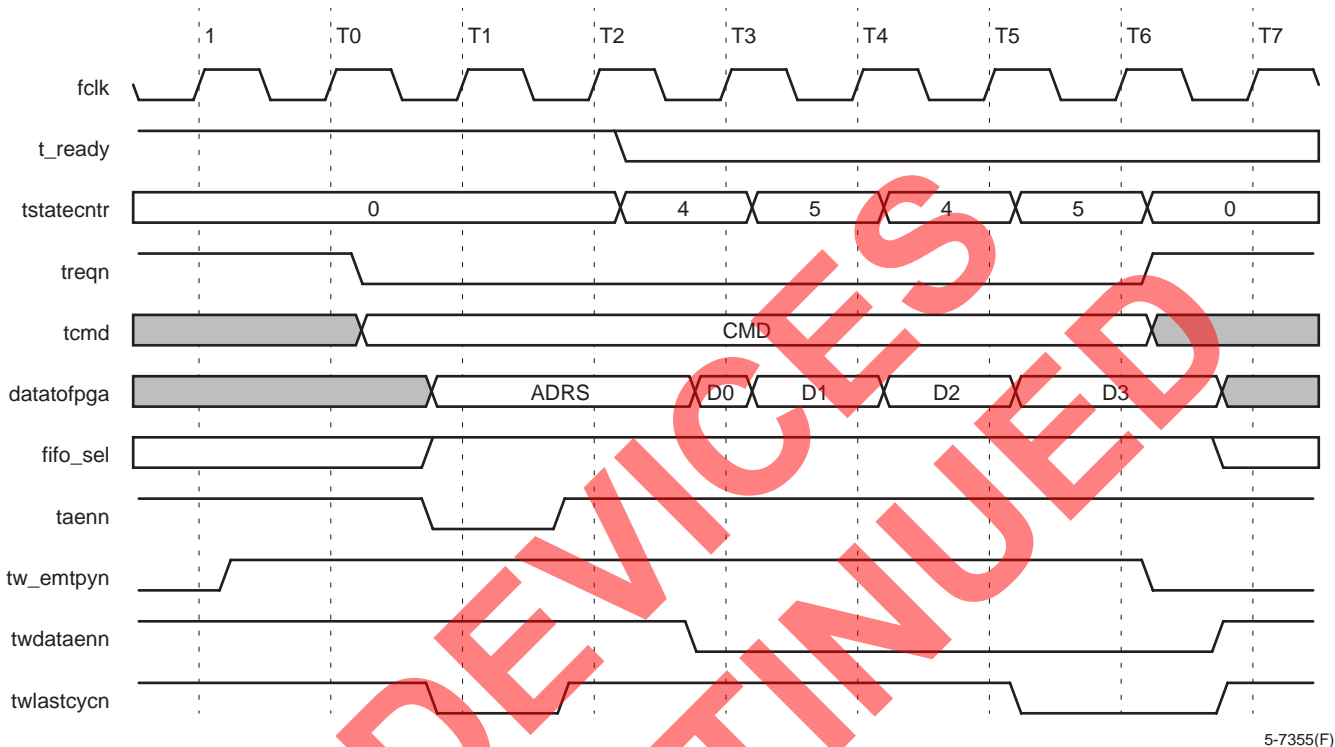 1 T0 T1 T2 T3 T4 T5 T6 T7
fclk
t_ready
tstatecntr 0 4 5 4 5 0
treqn
tcmd CMD
datatofpga ADRS D0 D1 D2 D3
fifo_sel
taenn
tw_emtpyn
twdataenn
twlastcycn
DEVICES
TINUED
5-7355(F)